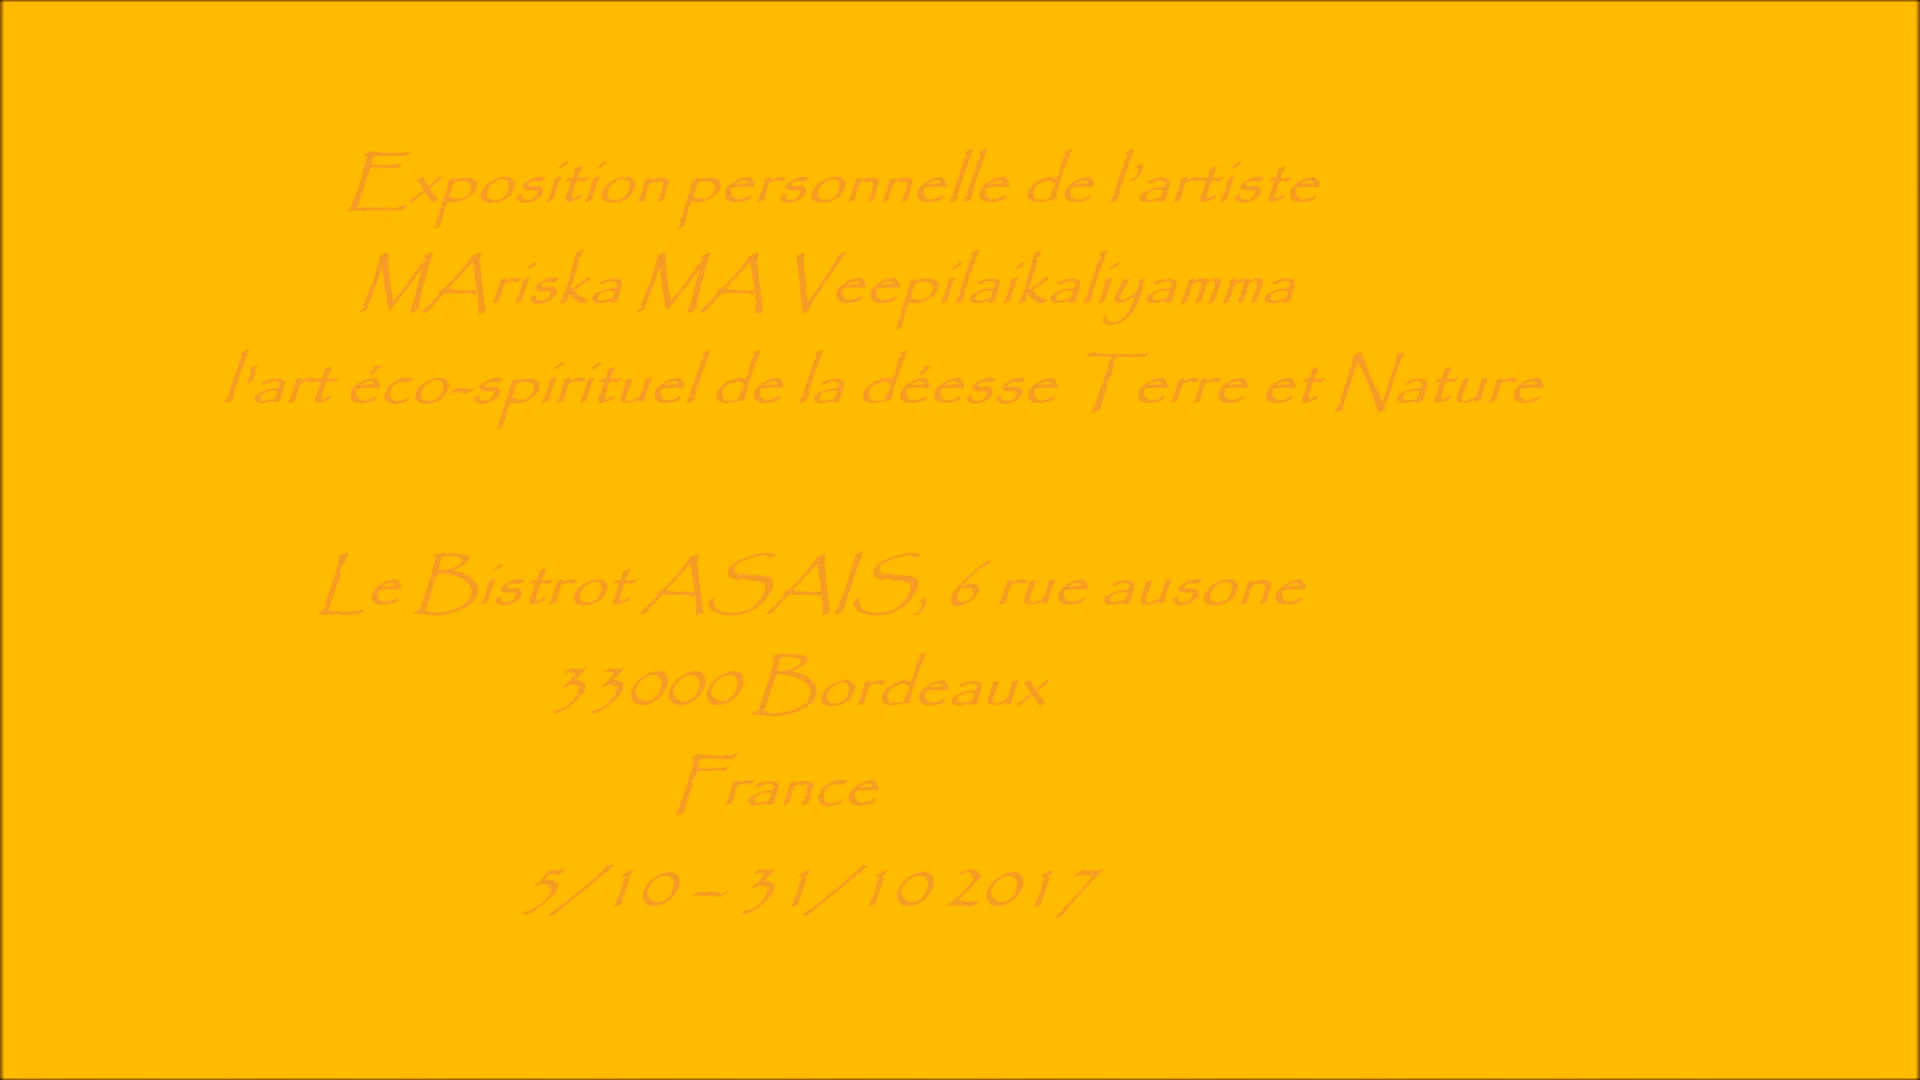 Exposition personnelle de l’artiste
MAriska MA Veepilaikaliyamma
l'art éco-spirituel de la déesse Terre et Nature
Le Bistrot ASAIS, 6 rue ausone
33000 Bordeaux
France
5/10 – 31/10 2017